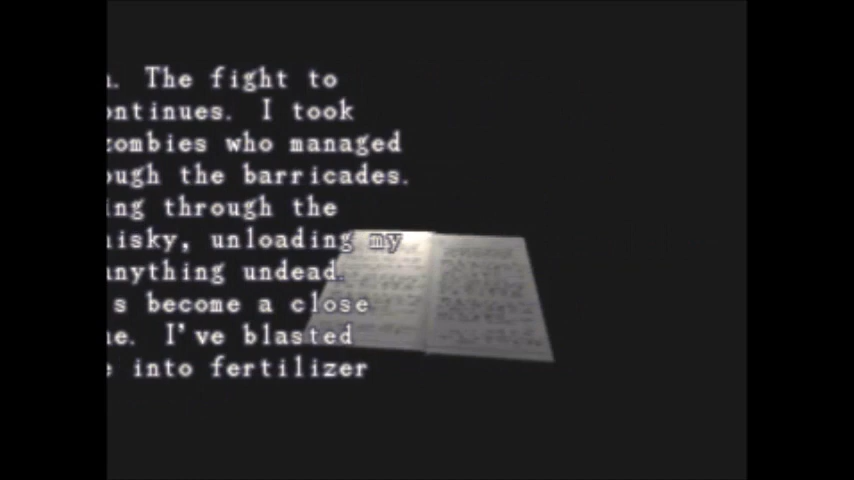 . The fight to
ontinues. I took
zombies who managed
ough the barricades.
ing through the
isky, unloading my
anything undead.
s become a close
e. I've blasted
into fertilizer